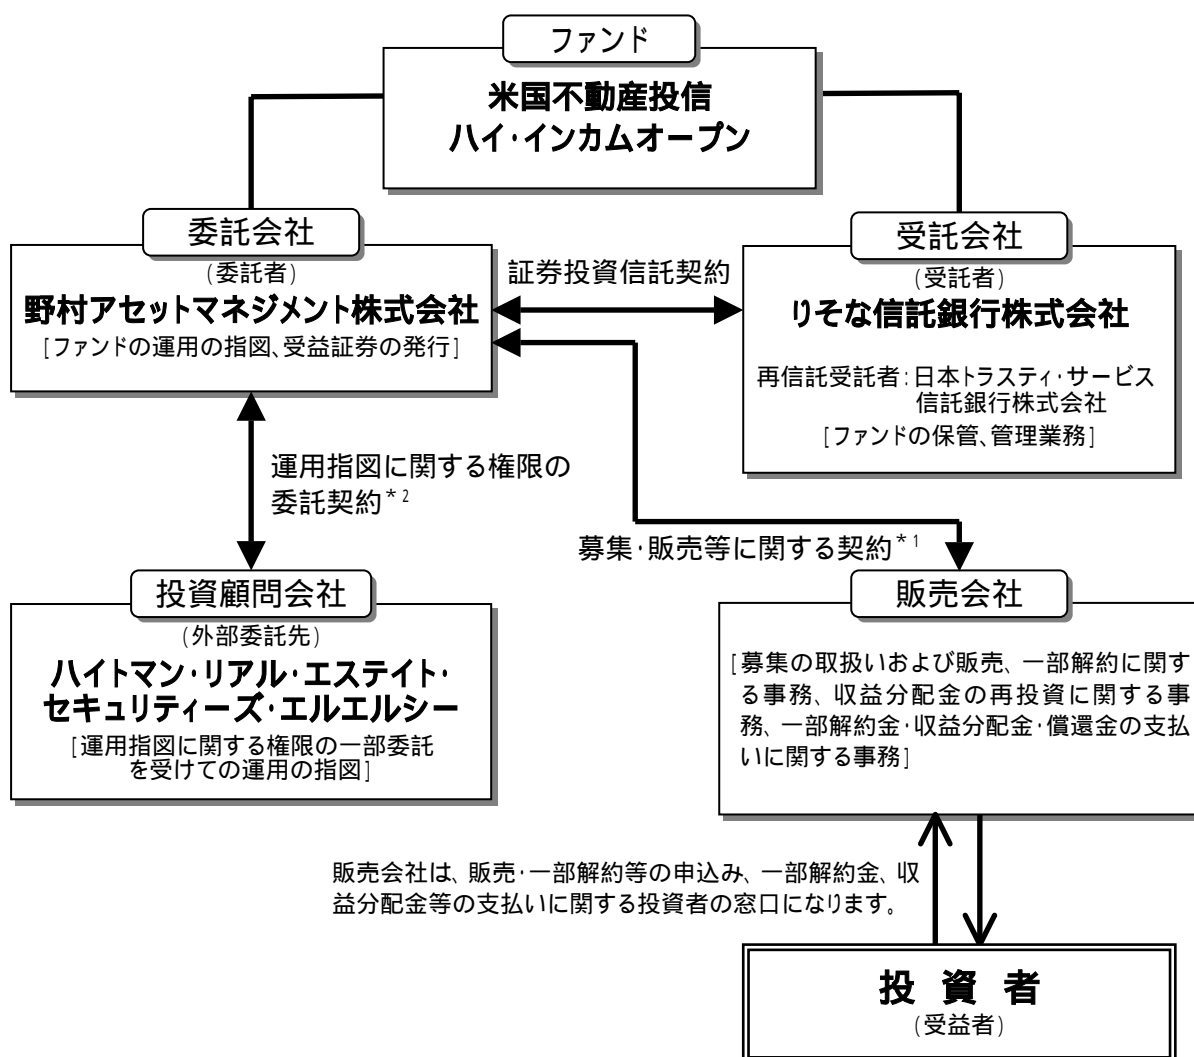 ファンド
米国不動産投信
ハイ・インカムオープン
委託会社
(委託者)
野村アセットマネジメント株式会社
[ファンドの運用の指図、受益証券の発行]
証券投資信託契約
受託会社
(受託者)
りそな信託銀行株式会社
再信託受託者:日本トラスティ・サービス
信託銀行株式会社
[ファンドの保管、管理業務]
運用指図に関する権限の
委託契約*2
募集・販売等に関する契約*1
投資顧問会社
(外部委託先)
ハイトマン・リアル・エステイト・
セキュリティーズ・エルエルシー
[運用指図に関する権限の一部委託
を受けての運用の指図]
販売会社
[募集の取扱いおよび販売、一部解約に関す
る事務、収益分配金の再投資に関する事
務、一部解約金・収益分配金・償還金の支払
いに関する事務]
販売会社は、販売・一部解約等の申込み、一部解約金、収
益分配金等の支払いに関する投資者の窓口になります。
投 資 者
(受益者)